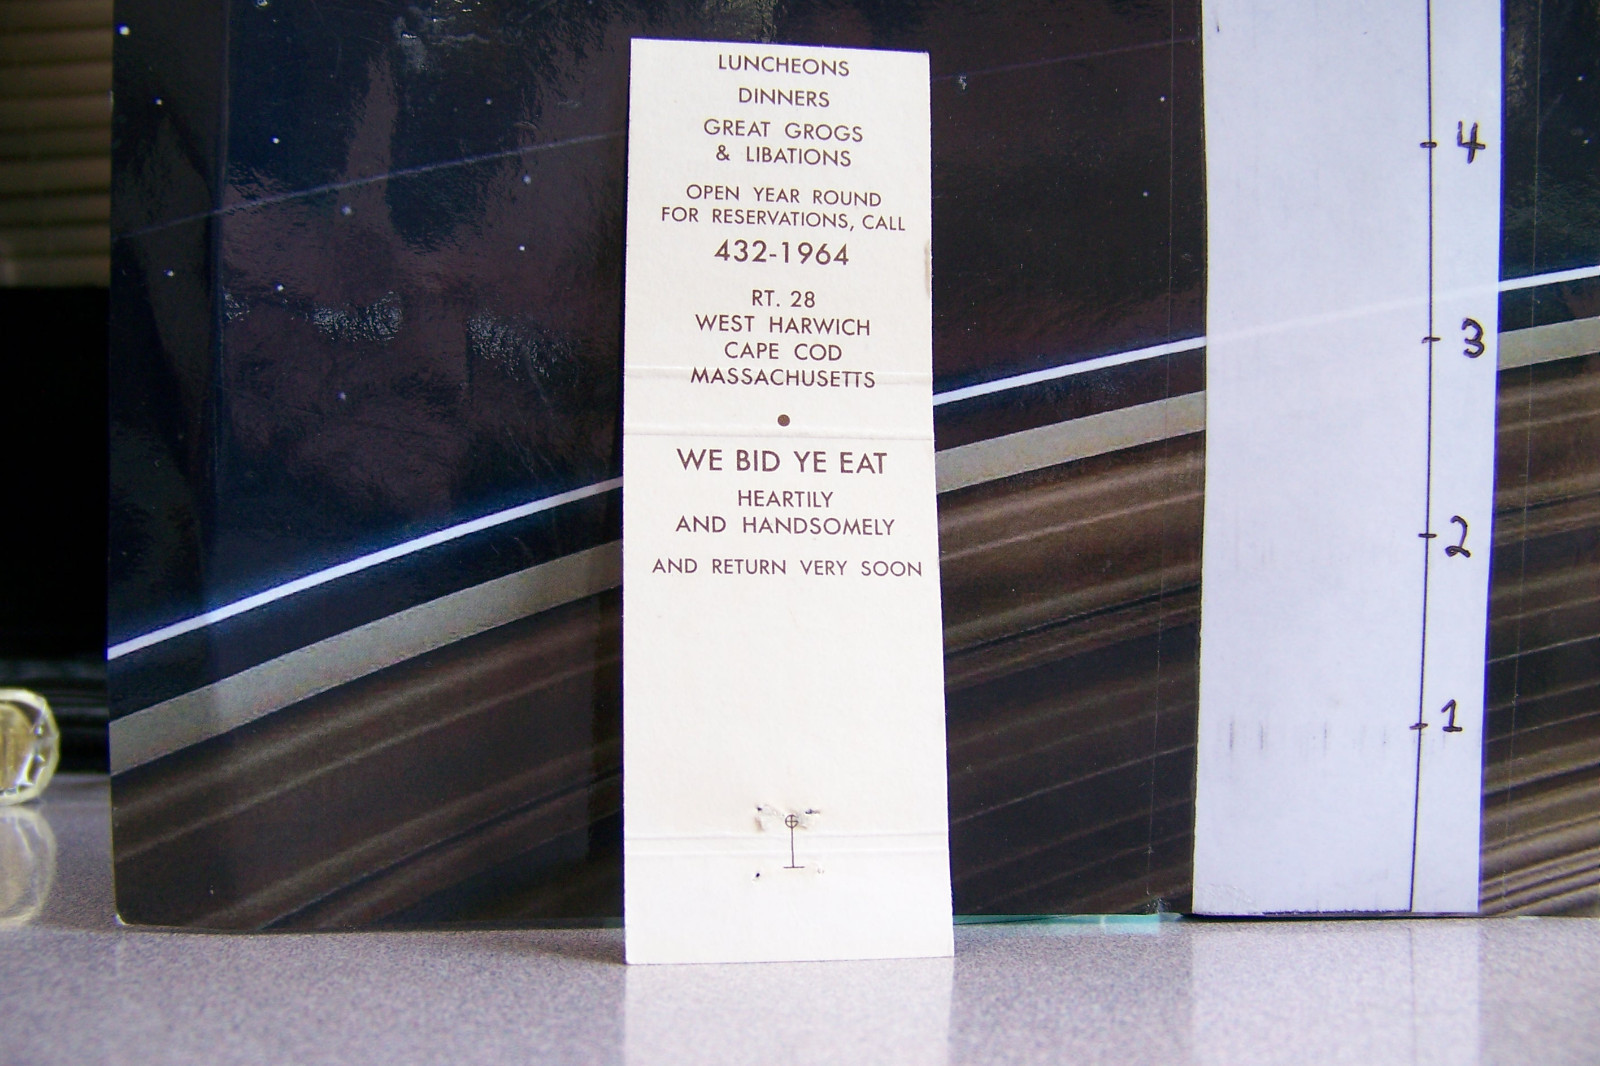 LUNCHEONS
DINNERS
GREAT GROGS
& LIBATIONS
OPEN YEAR ROUND
FOR RESERVATIONS, CALL
432-1964
RT. 28
WEST HARWICH
CAPE COD
MASSACHUSETTS
WE BID YE EAT
HEARTILY
AND HANDSOMELY
AND RETURN VERY SOON
4
3
2
1